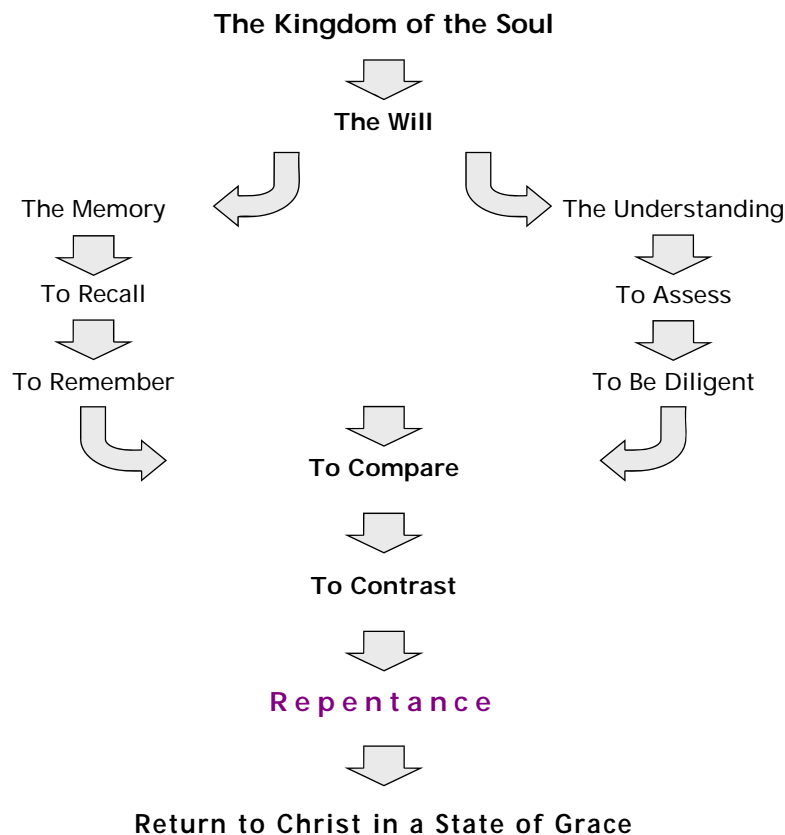 The Kingdom of the Soul
The Will
The Memory
The Understanding
To Recall
To Assess
To Remember
To Be Diligent
To Compare
To Contrast
Repentance
Return to Christ in a State of Grace